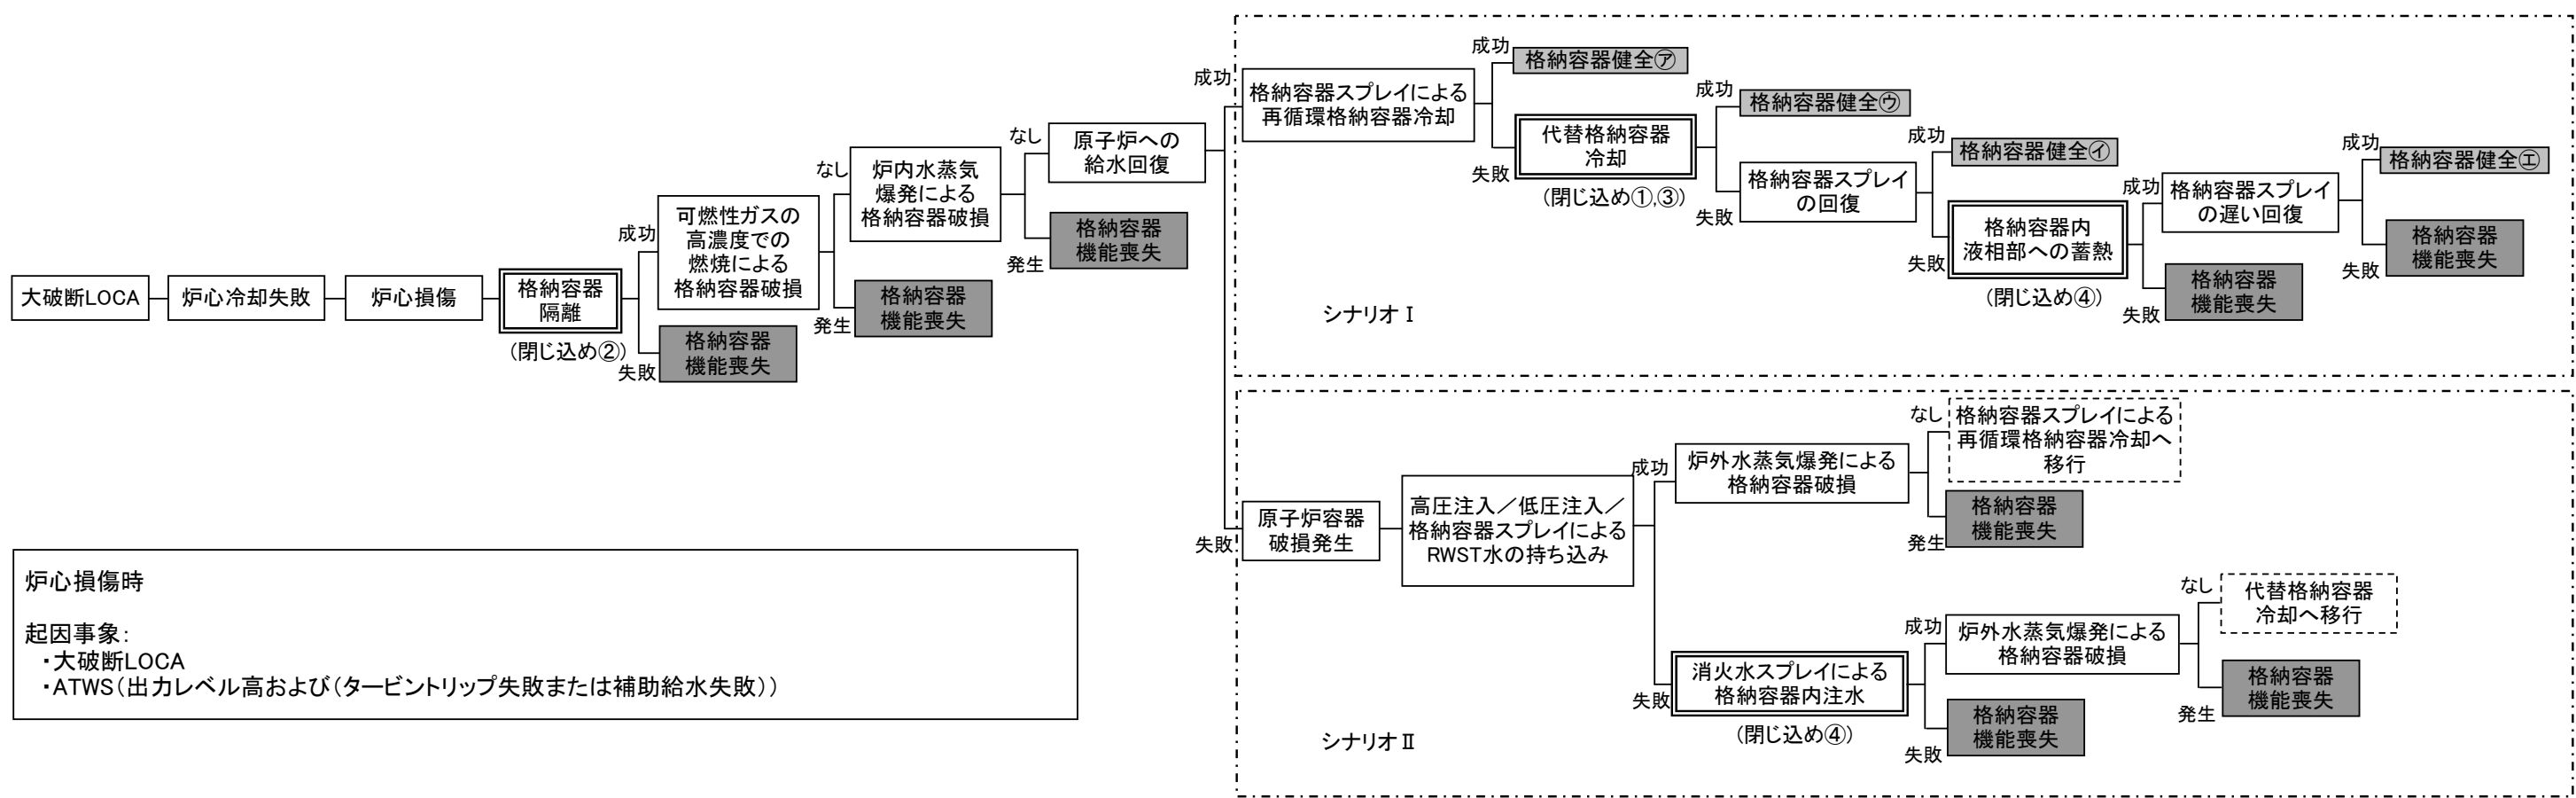 大破断LOCA
炉心冷却失敗
炉心損傷
格納容器
隔離
(閉じ込め②)
成功
失敗
可燃性ガスの
高濃度での
燃焼による
格納容器破損
格納容器
機能喪失
なし
発生
炉内水蒸気
爆発による
格納容器破損
格納容器
機能喪失
なし
発生
原子炉への
給水回復
格納容器
機能喪失
成功
失敗
格納容器スプレイによる
再循環格納容器冷却
成功
失敗
格納容器健全㋐
代替格納容器
冷却
(閉じ込め①,③)
成功
失敗
格納容器健全㋒
格納容器スプレイ
の回復
成功
失敗
格納容器健全㋑
格納容器内
液相部への蓄熱
(閉じ込め④)
成功
失敗
格納容器スプレイ
の遅い回復
格納容器
機能喪失
成功
失敗
格納容器健全㋓
格納容器
機能喪失
シナリオⅠ
原子炉容器
破損発生
高圧注入／低圧注入／
格納容器スプレイによる
RWST水の持ち込み
成功
失敗
炉外水蒸気爆発による
格納容器破損
なし
発生
格納容器スプレイによる
再循環格納容器冷却へ
移行
格納容器
機能喪失
消火水スプレイによる
格納容器内注水
(閉じ込め④)
成功
失敗
炉外水蒸気爆発による
格納容器破損
格納容器
機能喪失
なし
発生
代替格納容器
冷却へ移行
格納容器
機能喪失
シナリオⅡ
炉心損傷時
起因事象：
・大破断LOCA
・ATWS（出力レベル高および（タービントリップ失敗または補助給水失敗））